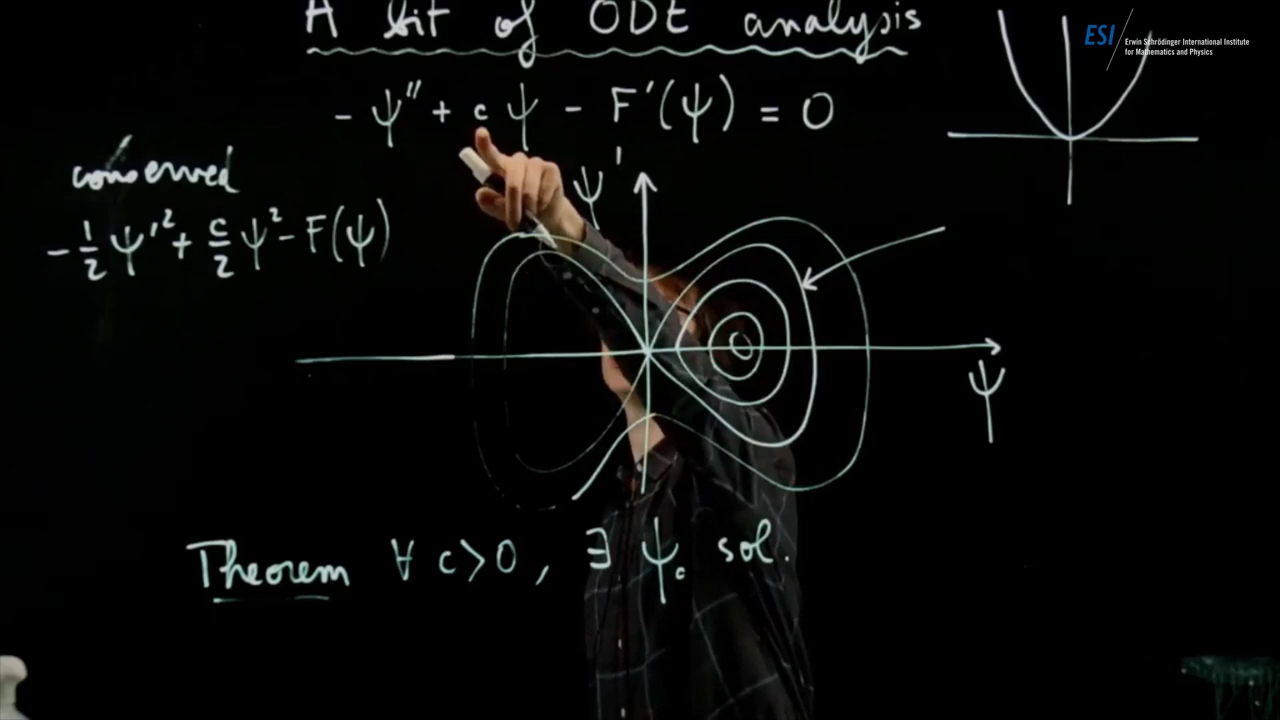 A bit of ODE analysis
ESI Erwin Schrödinger International Institute
for Mathematics and Physics
- ψ'' + c ψ - F'(ψ) = 0
conserved
- 1/2 ψ'² + c/2 ψ² - F(ψ)
ψ'
ψ
Theorem ∀ c>0, ∃ ψc sol.